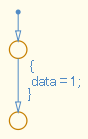 {
data=1;
}